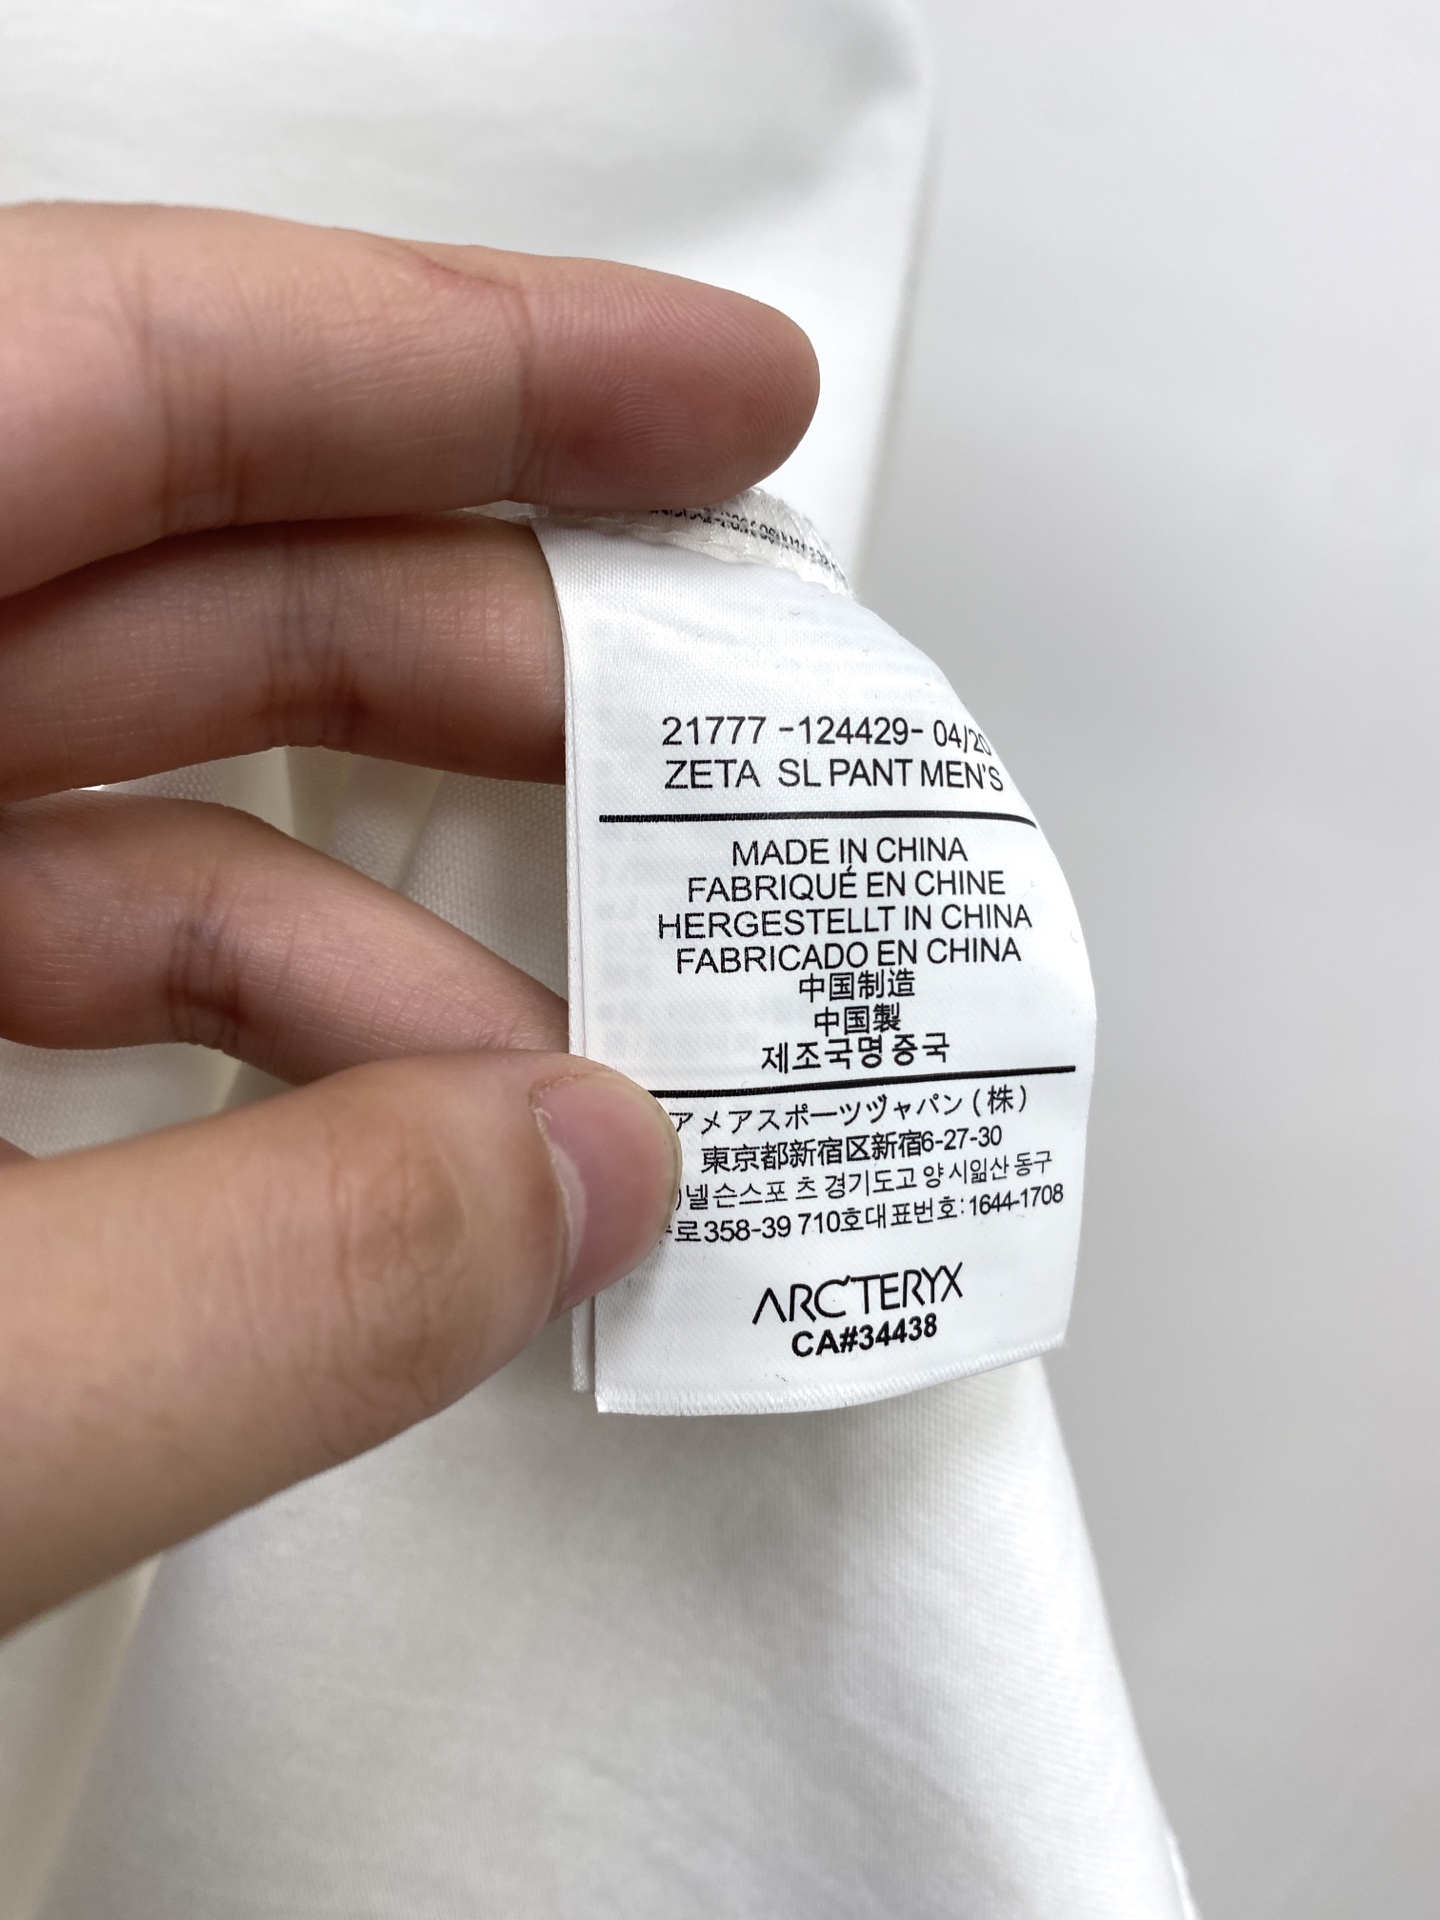 21777 -124429- 04/20
ZETA SL PANT MEN'S
MADE IN CHINA
FABRIQUÉ EN CHINE
HERGESTELLT IN CHINA
FABRICADO EN CHINA
中国制造
中国製
제조국명중국
アメアスポーツヅャパン (株)
東京都新宿区新宿6-27-30
)넬슨스포 츠 경기도고 양 시잂산 동구
로358-39 710호대표번호:1644-1708
ARC'TERYX
CA#34438